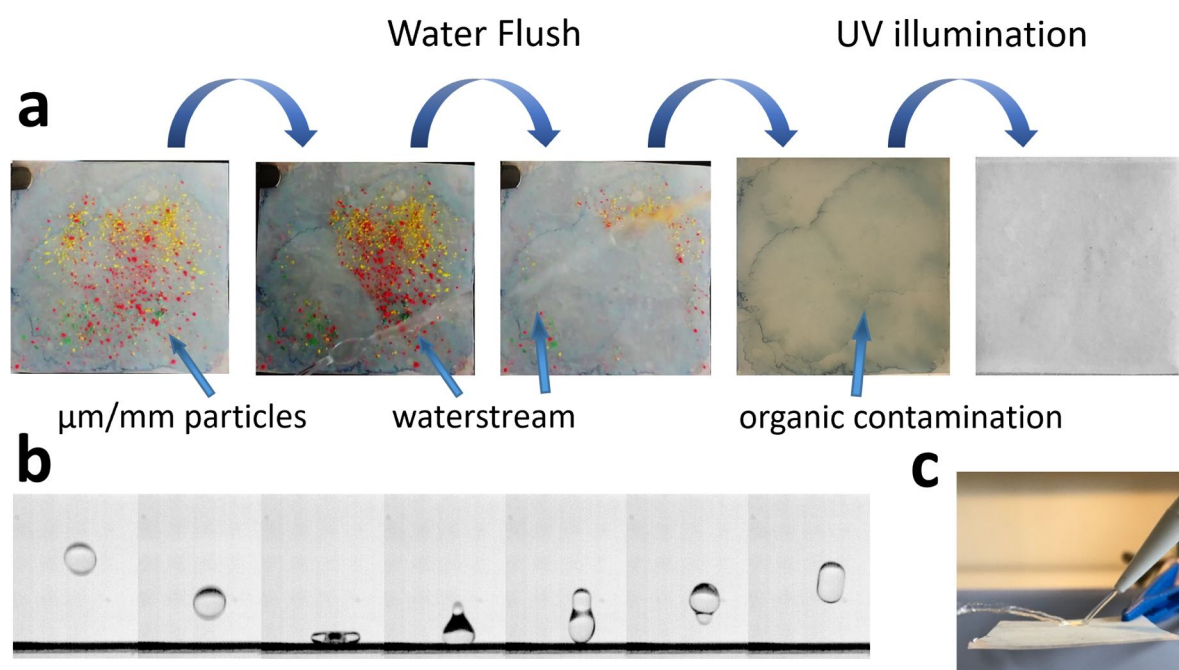 Water Flush
UV illumination
a
μm/mm particles
waterstream
organic contamination
b
c